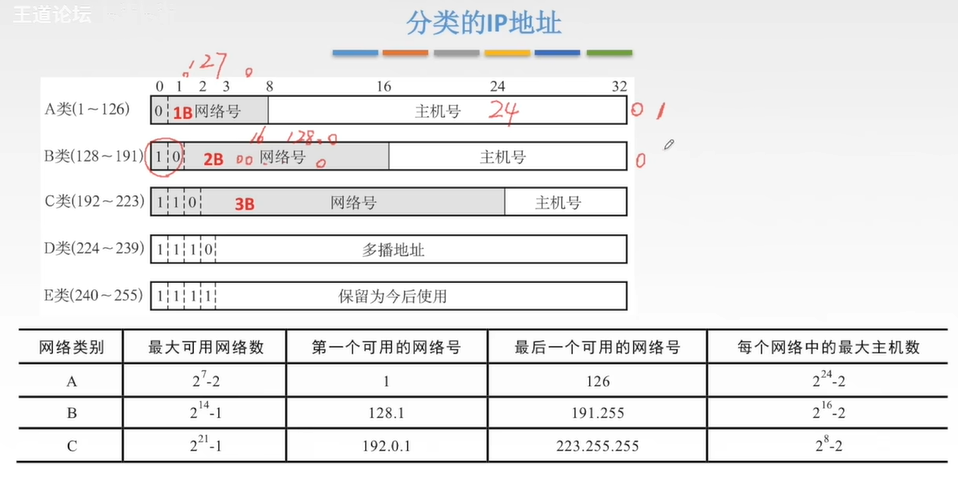 王道论坛
分类的IP地址
127
0
0 1 2 3 8 16 24 32
A类(1~126) 0 1B 网络号 主机号 24 0 1
16 128.0
B类(128~191) 1 0 2B 00 网络号 0 主机号 0
C类(192~223) 1 1 0 3B 网络号 主机号
D类(224~239) 1 1 1 0 多播地址
E类(240~255) 1 1 1 1 保留为今后使用
网络类别 最大可用网络数 第一个可用的网络号 最后一个可用的网络号 每个网络中的最大主机数
A 2^7-2 1 126 2^24-2
B 2^14-1 128.1 191.255 2^16-2
C 2^21-1 192.0.1 223.255.255 2^8-2